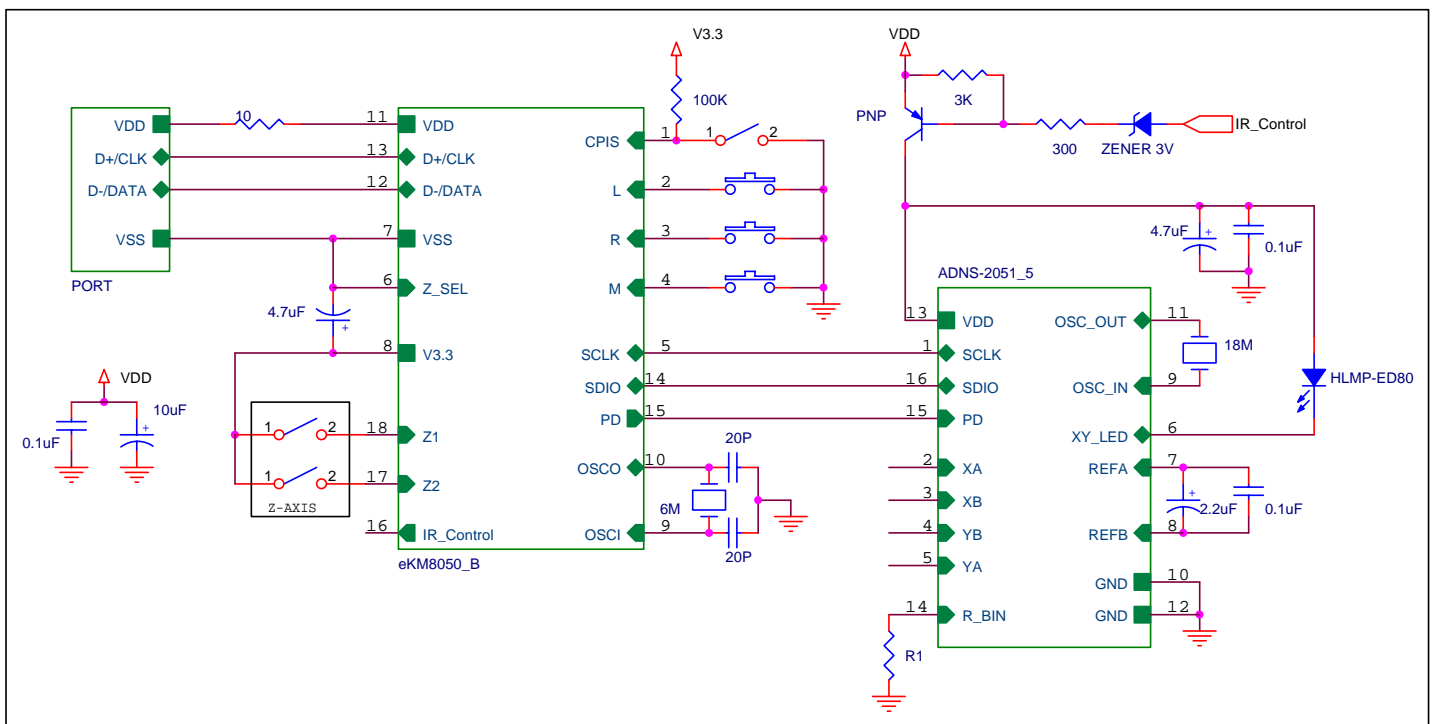 V3.3
VDD
100K
3K
PNP
300
ZENER 3V
IR_Control
PORT
VDD
D+/CLK
D-/DATA
VSS
10
11
13
12
7
6
8
18
17
16
VDD
D+/CLK
D-/DATA
VSS
Z_SEL
V3.3
Z1
Z2
IR_Control
CPIS
L
R
M
SCLK
SDIO
PD
OSCO
OSCI
eKM8050_B
1
2
3
4
5
14
15
10
9
1 2
4.7uF
+
VDD
0.1uF
10uF
+
1 2
1 2
Z-AXIS
20P
6M
20P
ADNS-2051_5
13
1
16
15
2
3
4
5
14
VDD
SCLK
SDIO
PD
XA
XB
YB
YA
R_BIN
OSC_OUT
OSC_IN
XY_LED
REFA
REFB
GND
GND
11
9
6
7
8
10
12
R1
4.7uF
+
0.1uF
18M
HLMP-ED80
2.2uF
+
0.1uF